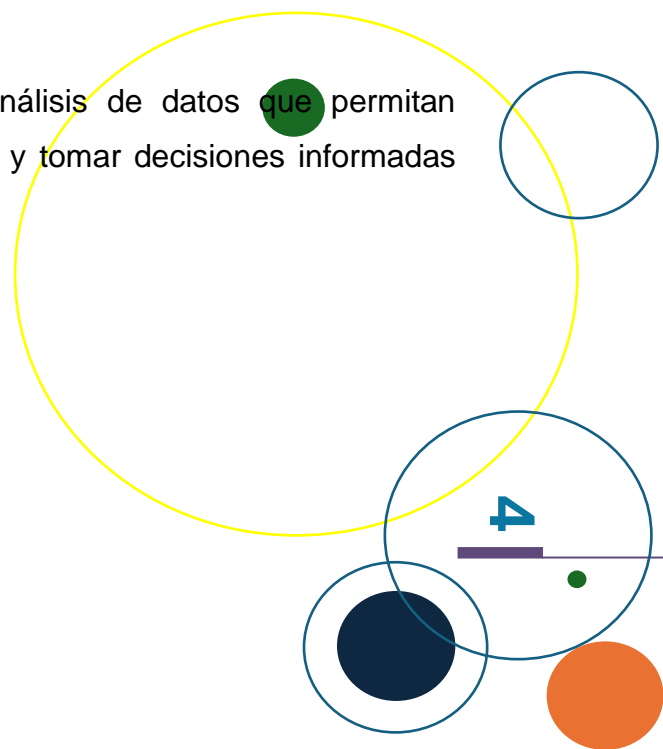 nálisis de datos que permitan
y tomar decisiones informadas
4